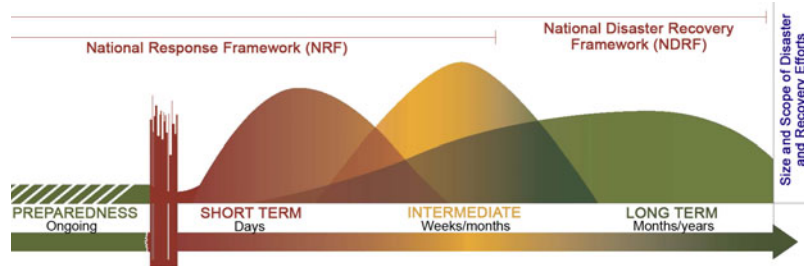 National Disaster Recovery
Framework (NDRF)
National Response Framework (NRF)
Size and Scope of Disaster
and Recovery Efforts
PREPAREDNESS
Ongoing
SHORT TERM
Days
INTERMEDIATE
Weeks/months
LONG TERM
Months/years